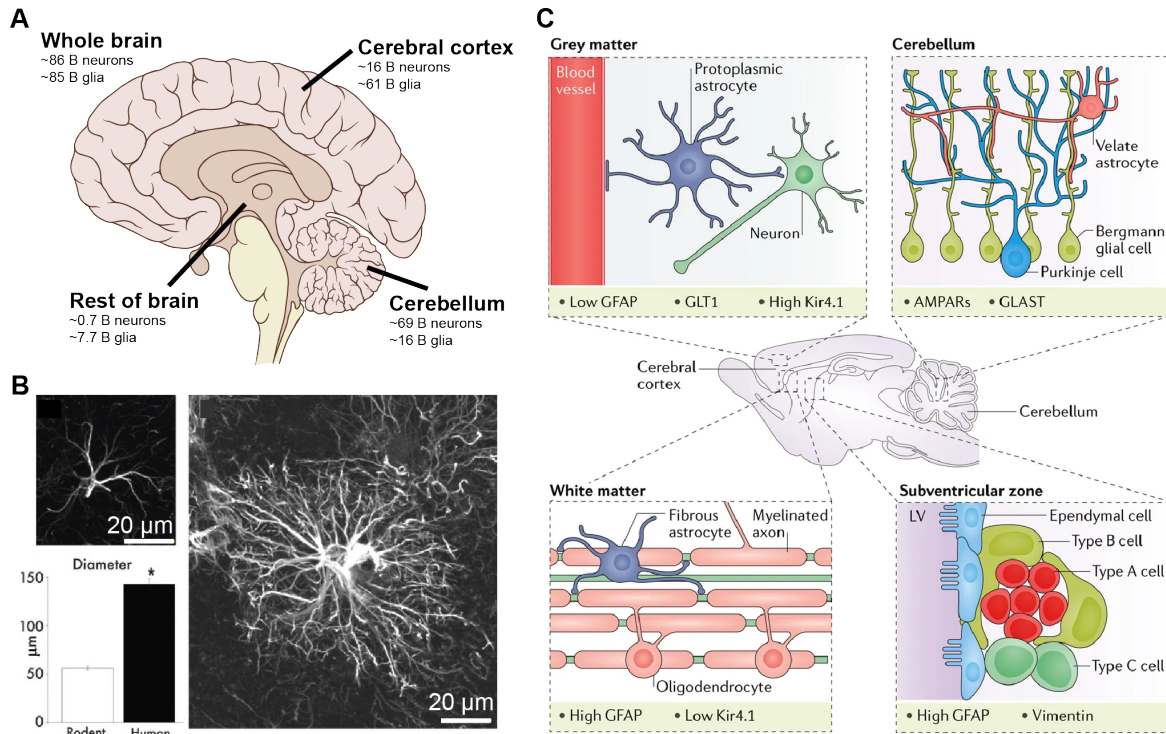 A
Whole brain
~86 B neurons
~85 B glia
Cerebral cortex
~16 B neurons
~61 B glia
Rest of brain
~0.7 B neurons
~7.7 B glia
Cerebellum
~69 B neurons
~16 B glia
B
20 µm
Diameter
150
100
50
0
µm
*
Rodent
Human
20 µm
C
Grey matter
Blood
vessel
Protoplasmic
astrocyte
Neuron
• Low GFAP • GLT1 • High Kir4.1
Cerebellum
Velate
astrocyte
Bergmann
glial cell
Purkinje cell
• AMPARs • GLAST
Cerebral
cortex
Cerebellum
White matter
Fibrous
astrocyte
Myelinated
axon
Oligodendrocyte
• High GFAP • Low Kir4.1
Subventricular zone
LV
Ependymal cell
Type B cell
Type A cell
Type C cell
• High GFAP • Vimentin